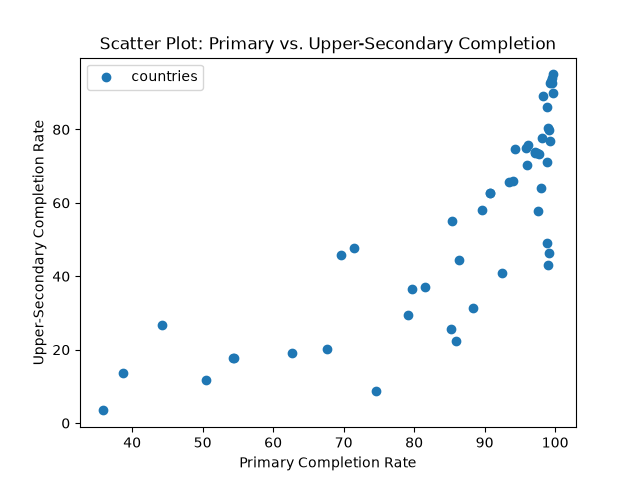 Scatter Plot: Primary vs. Upper-Secondary Completion
countries
Upper-Secondary Completion Rate
80
60
40
20
0
40 50 60 70 80 90 100
Primary Completion Rate